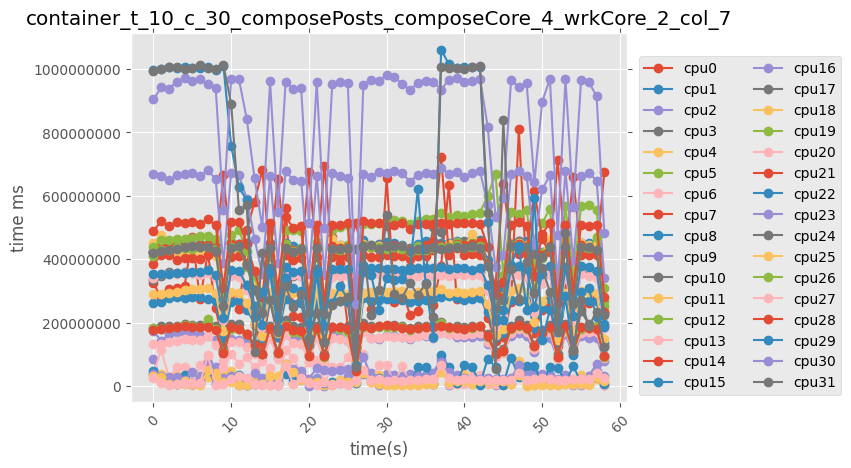 container_t_10_c_30_composePosts_composeCore_4_wrkCore_2_col_7
1000000000
800000000
600000000
400000000
200000000
0
time ms
0
10
20
30
40
50
60
time(s)
cpu0
cpu1
cpu2
cpu3
cpu4
cpu5
cpu6
cpu7
cpu8
cpu9
cpu10
cpu11
cpu12
cpu13
cpu14
cpu15
cpu16
cpu17
cpu18
cpu19
cpu20
cpu21
cpu22
cpu23
cpu24
cpu25
cpu26
cpu27
cpu28
cpu29
cpu30
cpu31